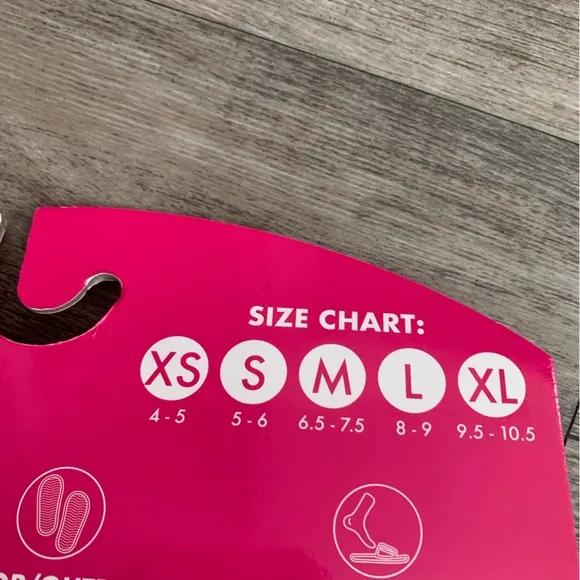 SIZE CHART:
XS S M L XL
4 - 5 5 - 6 6.5 - 7.5 8 - 9 9.5 - 10.5